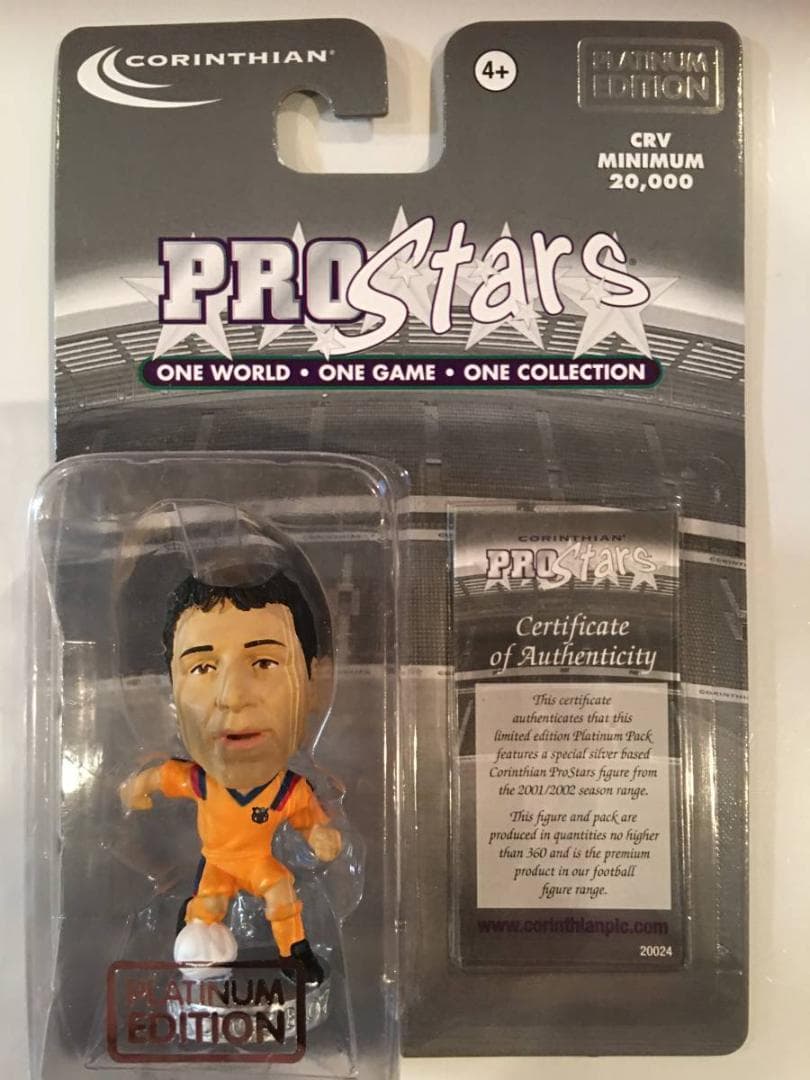 CORINTHIAN®
4+
PLATINUM
EDITION
CRV
MINIMUM
20,000
PROStars®
ONE WORLD • ONE GAME • ONE COLLECTION
CORINTHIAN®
PROStars
Certificate
of Authenticity
This certificate
authenticates that this
limited edition Platinum Pack
features a special silver based
Corinthian ProStars figure from
the 2001/2002 season range.
This figure and pack are
produced in quantities no higher
than 360 and is the premium
product in our football
figure range.
www.corinthianplc.com
20024
PLATINUM
EDITION